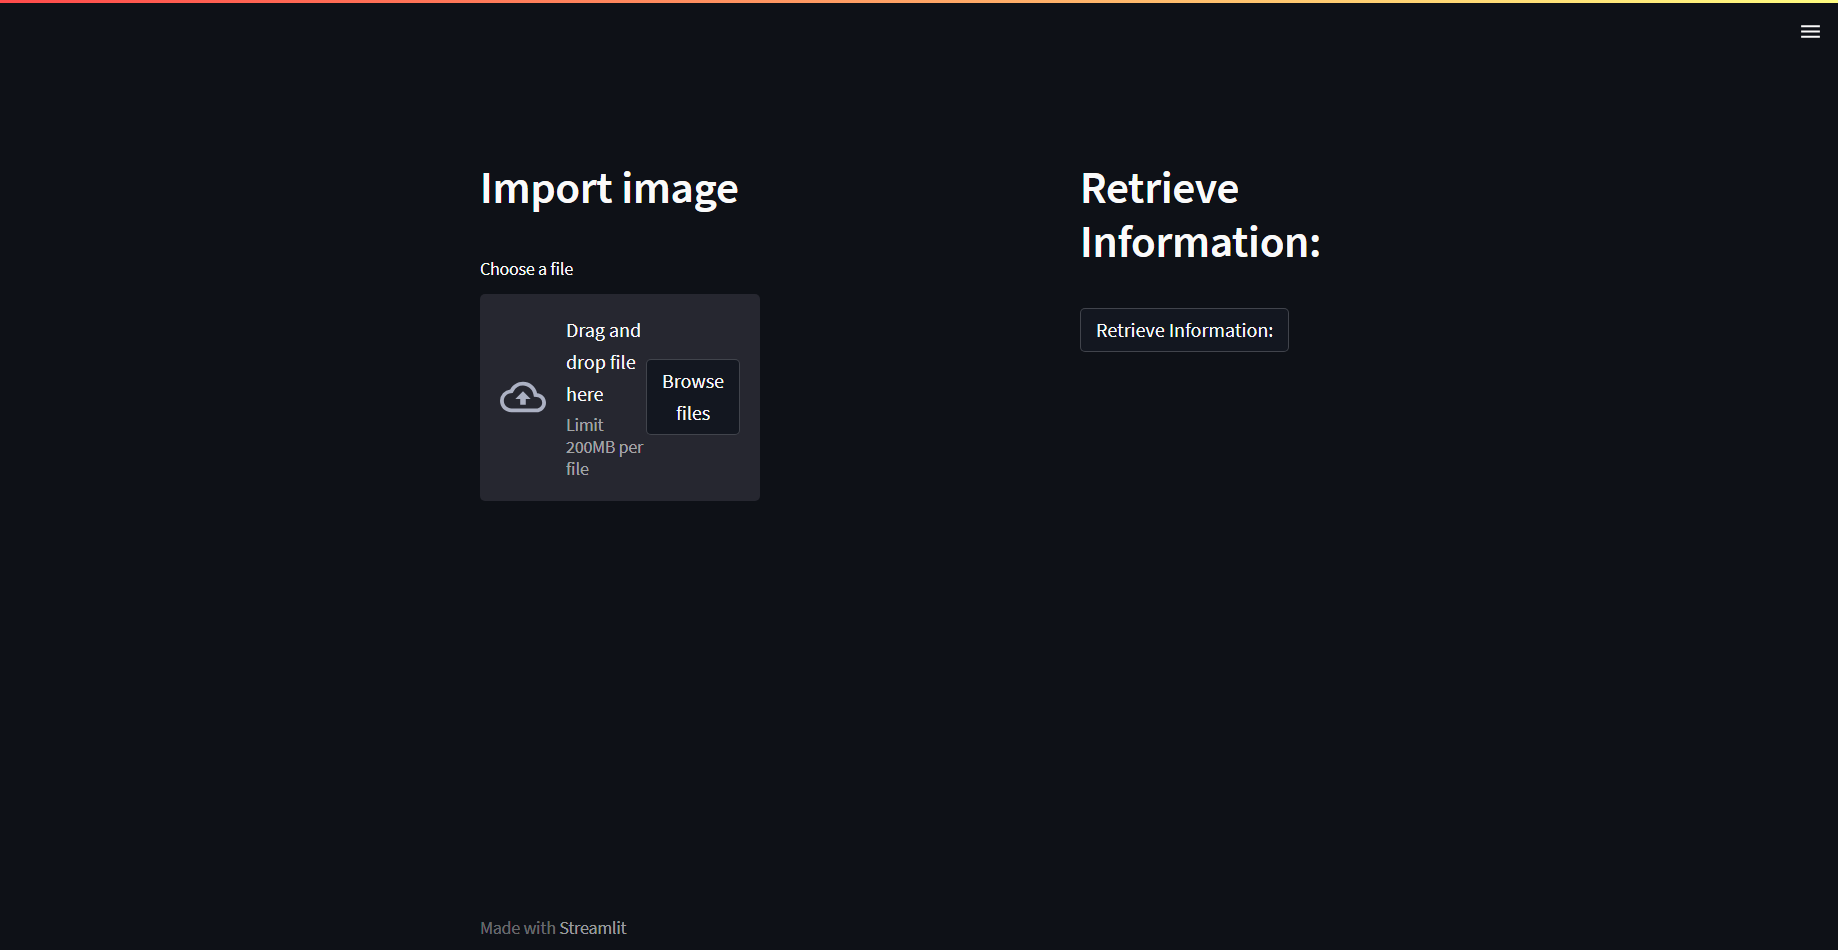 Import image
Choose a file
Drag and
drop file
here
Limit
200MB per
file
Browse
files
Retrieve
Information:
Retrieve Information:
Made with Streamlit